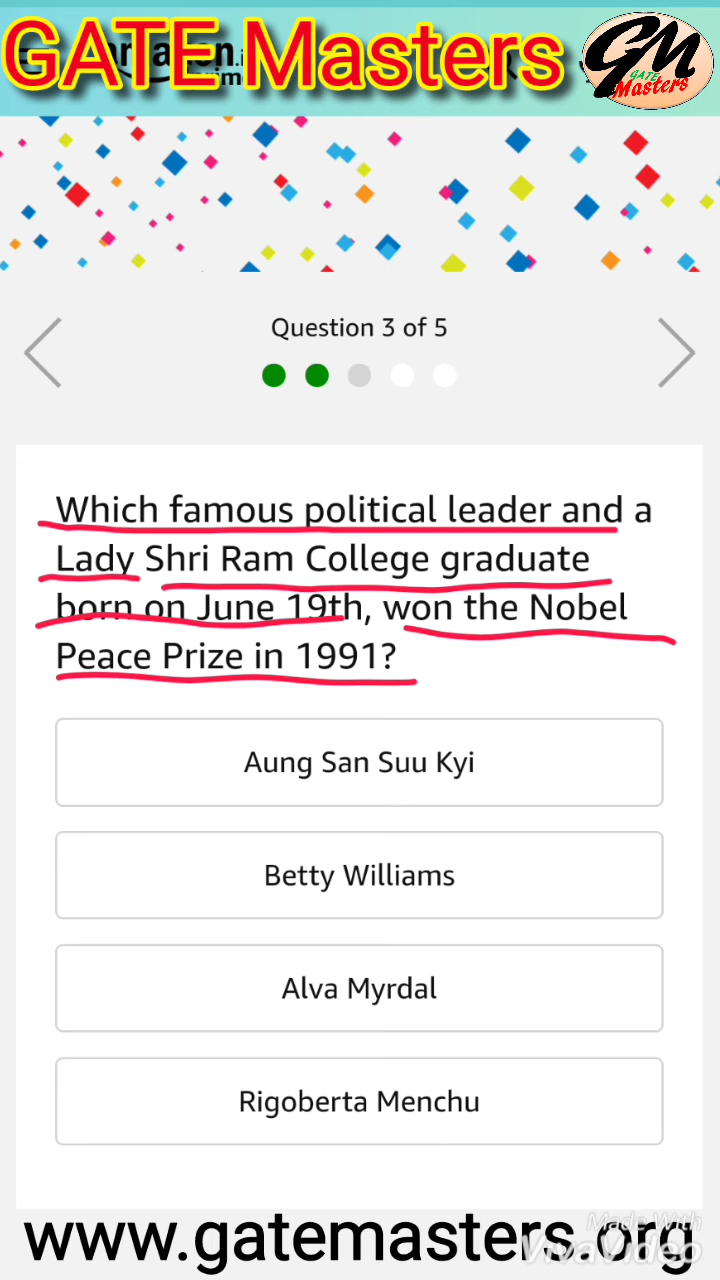 GATE Masters
GM
GATE
Masters
Question 3 of 5
Which famous political leader and a
Lady Shri Ram College graduate
born on June 19th, won the Nobel
Peace Prize in 1991?
Aung San Suu Kyi
Betty Williams
Alva Myrdal
Rigoberta Menchu
Made With
VivaVideo
www.gatemasters.org